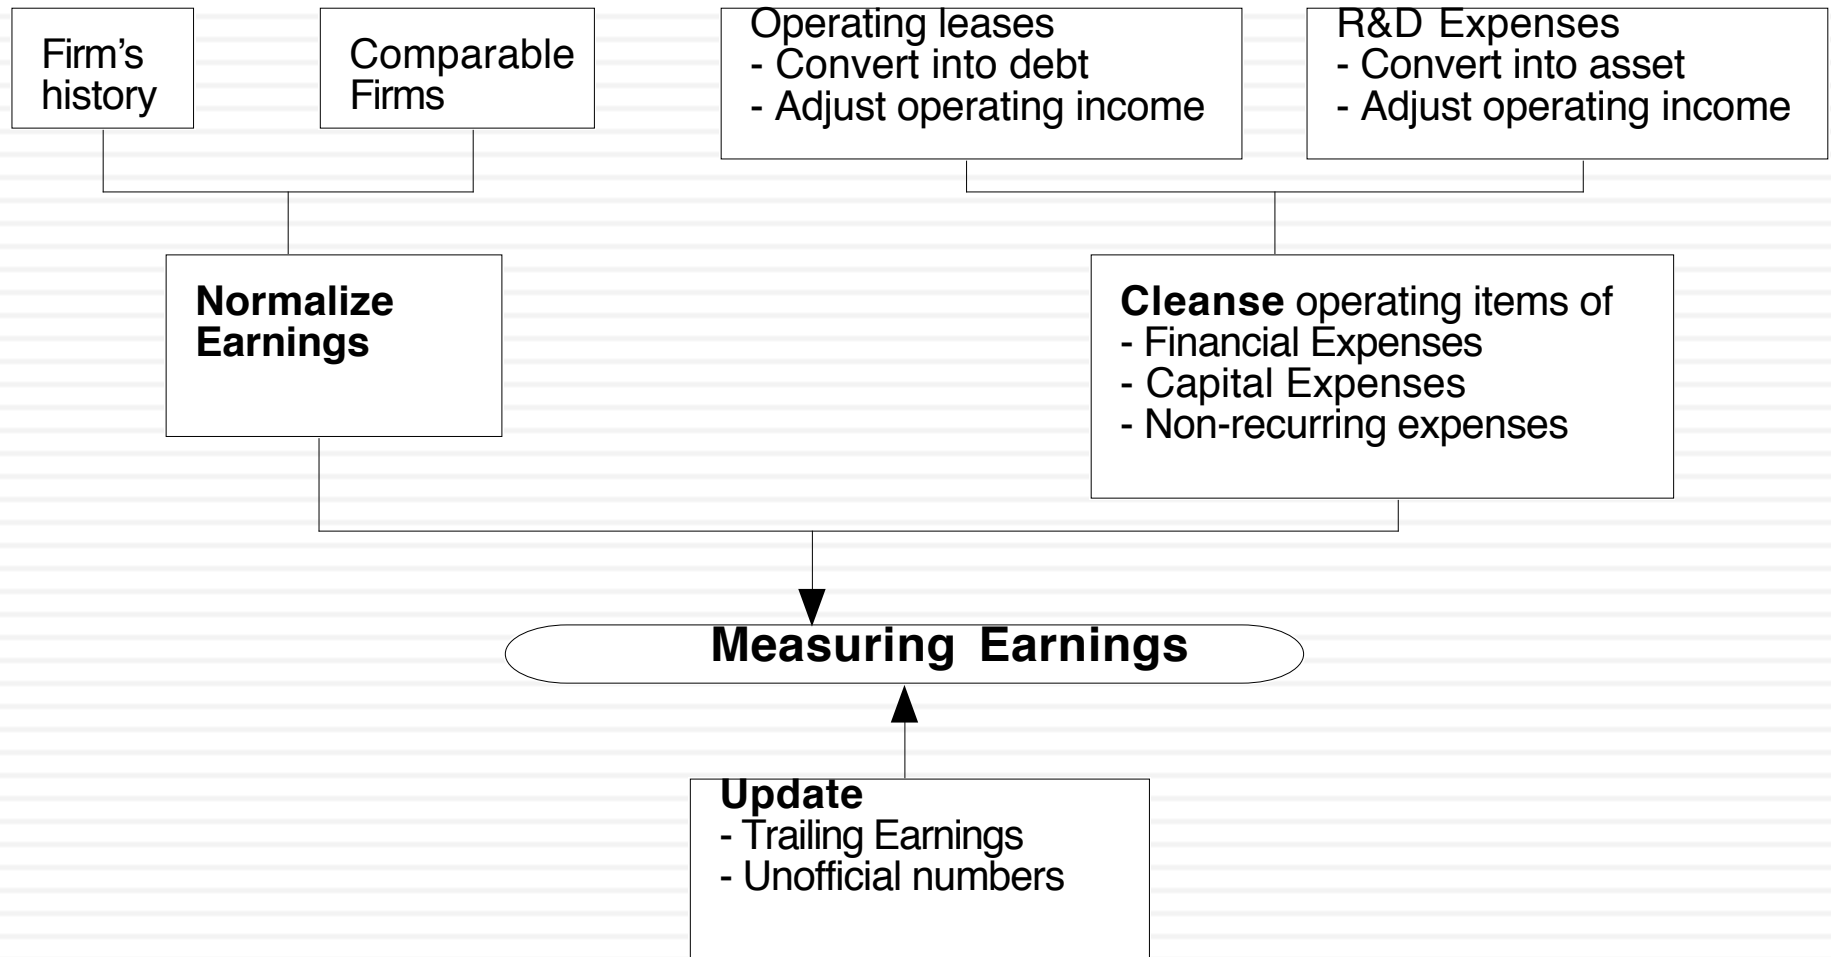 Firm's
history
Comparable
Firms
Operating leases
- Convert into debt
- Adjust operating income
R&D Expenses
- Convert into asset
- Adjust operating income
Normalize
Earnings
Cleanse operating items of
- Financial Expenses
- Capital Expenses
- Non-recurring expenses
Measuring Earnings
Update
- Trailing Earnings
- Unofficial numbers